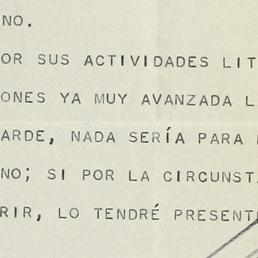 NO.
OR SUS ACTIVIDADES LIT
ONES YA MUY AVANZADA L
ARDE, NADA SERÍA PARA
NO; SI POR LA CIRCUNST
RIR, LO TENDRÉ PRESENT